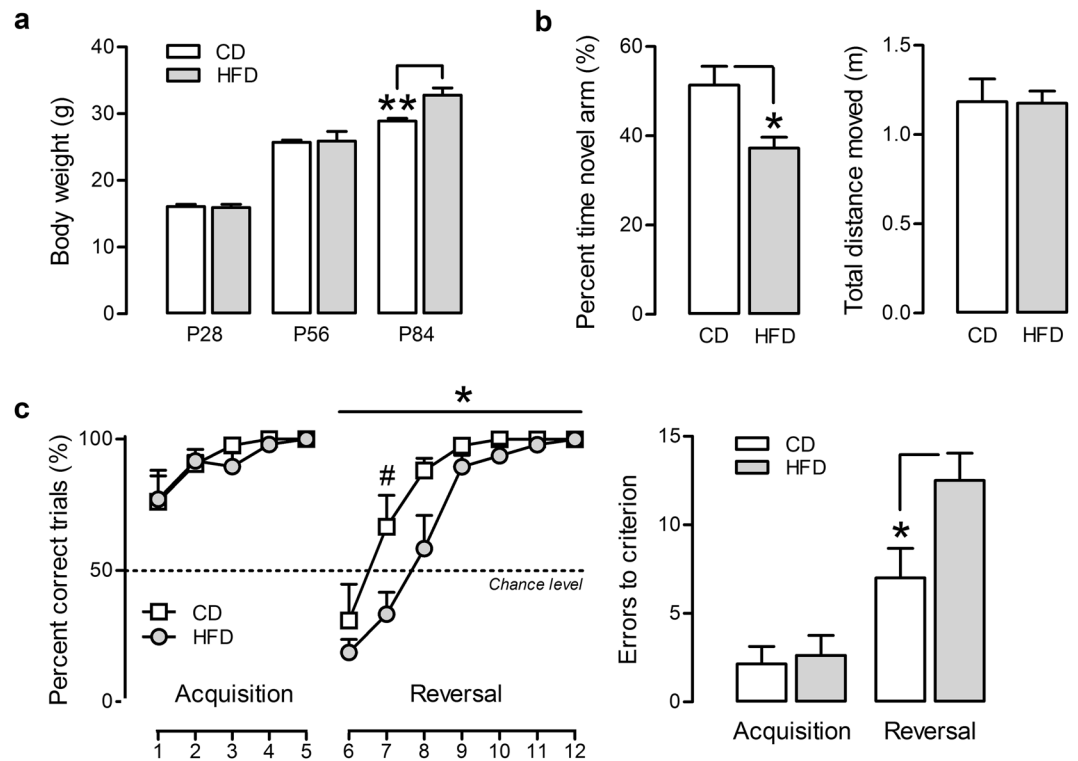 a
Body weight (g)
40
30
20
10
0
CD
HFD
**
P28 P56 P84
b
Percent time novel arm (%)
60
40
20
0
*
CD HFD
Total distance moved (m)
1.5
1.0
0.5
0.0
CD HFD
c
Percent correct trials (%)
100
50
0
*
#
Chance level
CD
HFD
Acquisition Reversal
1 2 3 4 5 6 7 8 9 10 11 12
Errors to criterion
15
10
5
0
CD
HFD
*
Acquisition Reversal